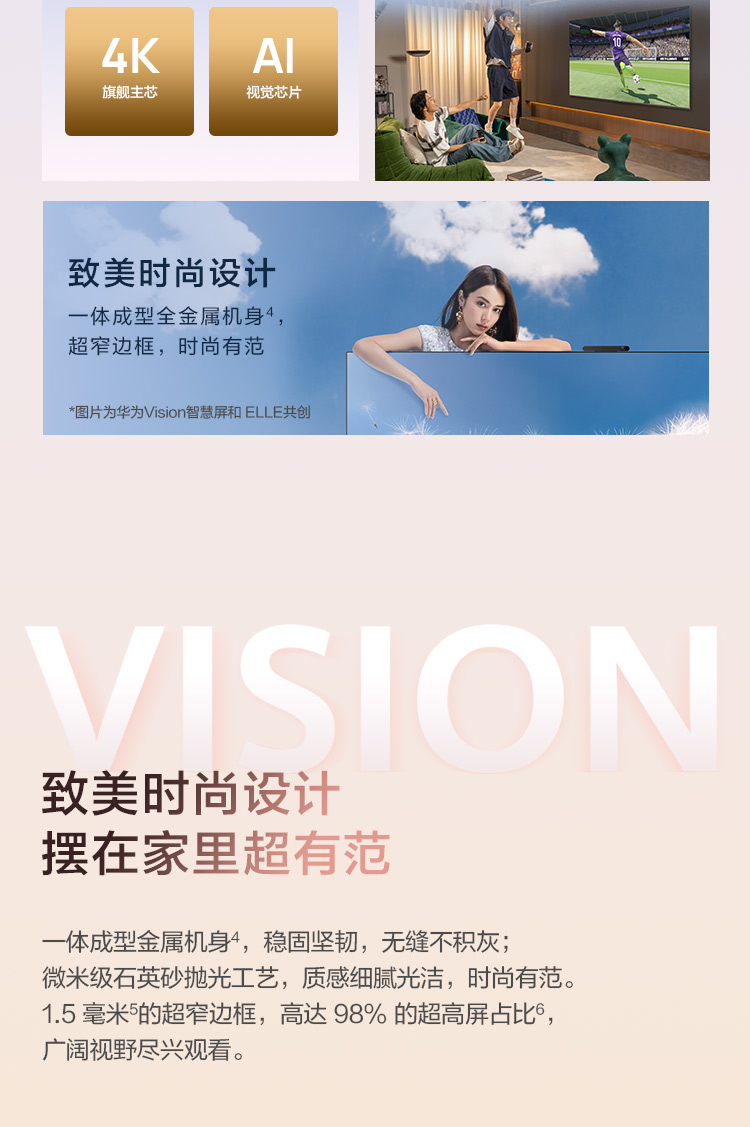 4K
旗舰主芯
AI
视觉芯片
10
致美时尚设计
一体成型全金属机身4，
超窄边框，时尚有范
*图片为华为Vision智慧屏和 ELLE共创
VISION
致美时尚设计
摆在家里超有范
一体成型金属机身4，稳固坚韧，无缝不积灰；
微米级石英砂抛光工艺，质感细腻光洁，时尚有范。
1.5 毫米5的超窄边框，高达 98% 的超高屏占比6，
广阔视野尽兴观看。